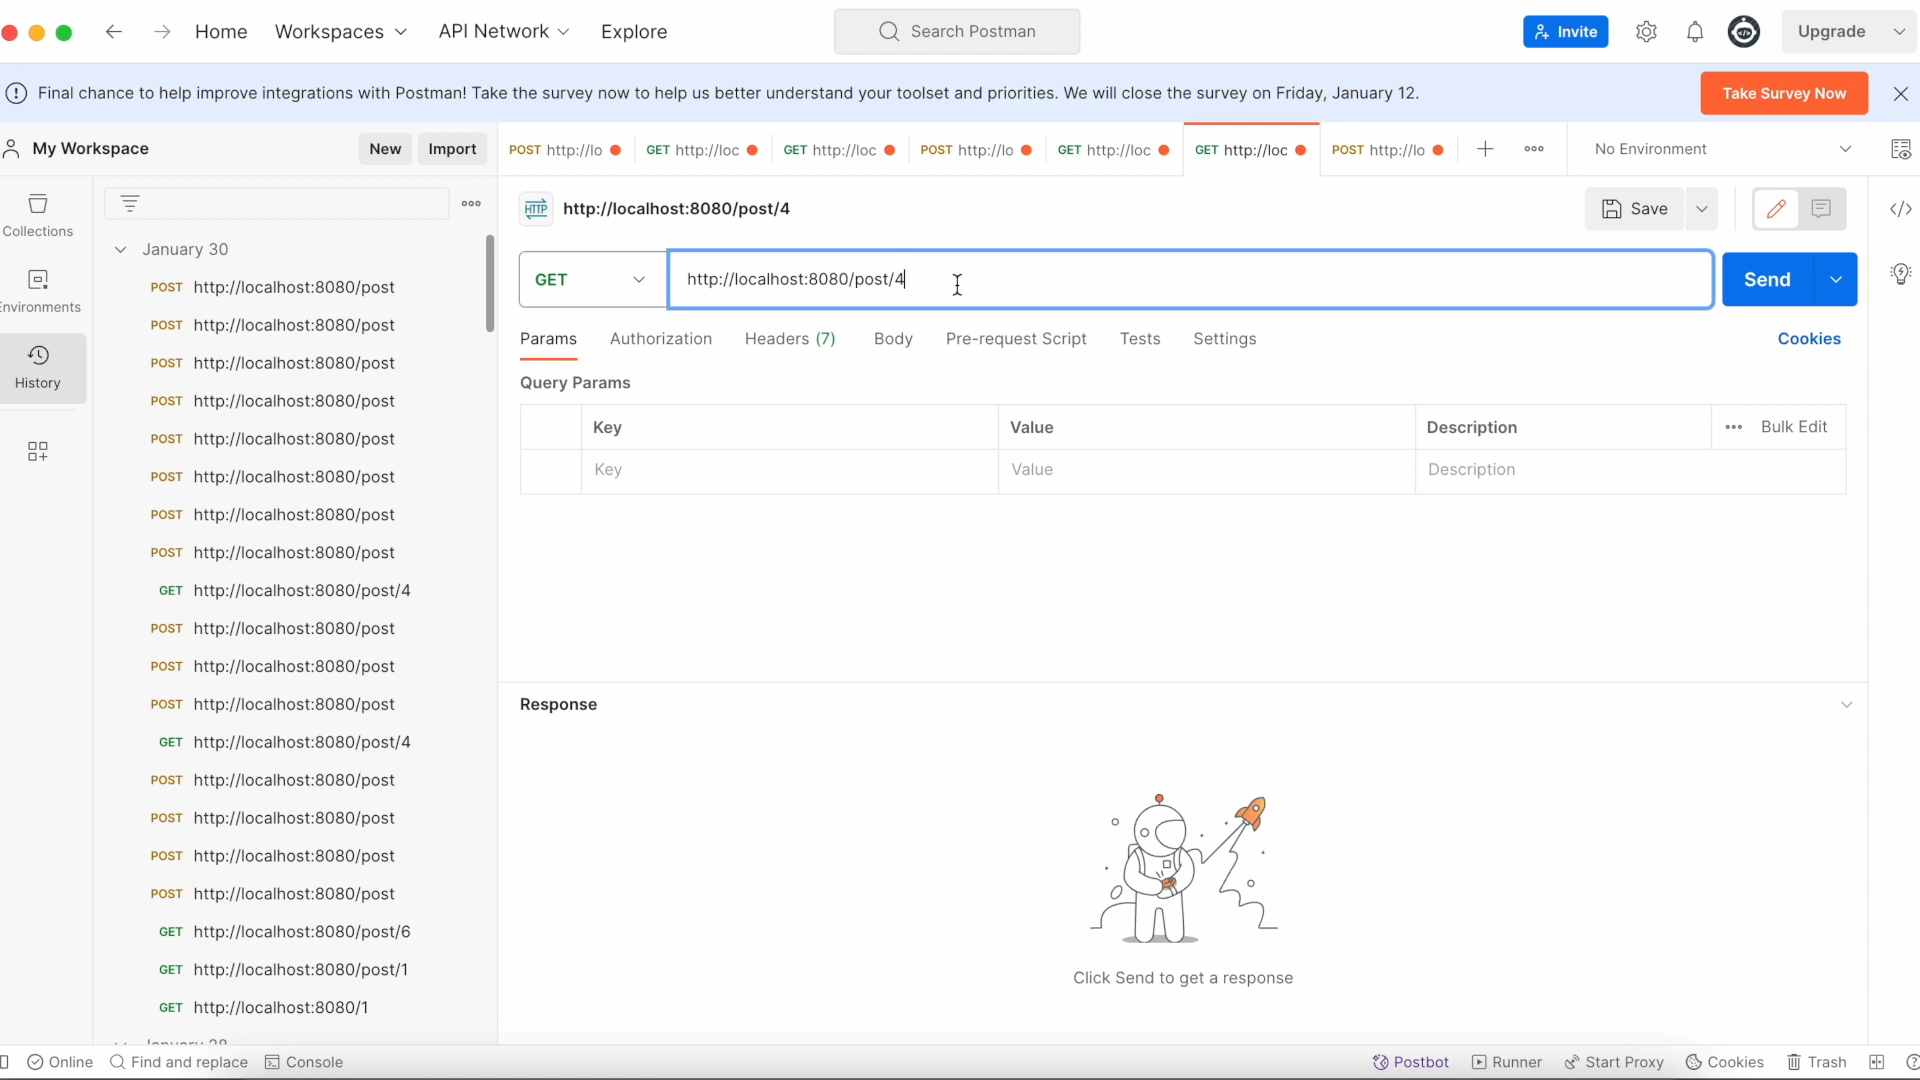 Home Workspaces API Network Explore Search Postman Invite Upgrade
Final chance to help improve integrations with Postman! Take the survey now to help us better understand your toolset and priorities. We will close the survey on Friday, January 12. Take Survey Now
My Workspace New Import POST http://lo GET http://loc GET http://loc POST http://lo GET http://loc GET http://loc POST http://lo No Environment
Collections
Environments
History
January 30
POST http://localhost:8080/post
POST http://localhost:8080/post
POST http://localhost:8080/post
POST http://localhost:8080/post
POST http://localhost:8080/post
POST http://localhost:8080/post
POST http://localhost:8080/post
POST http://localhost:8080/post
GET http://localhost:8080/post/4
POST http://localhost:8080/post
POST http://localhost:8080/post
POST http://localhost:8080/post
GET http://localhost:8080/post/4
POST http://localhost:8080/post
POST http://localhost:8080/post
POST http://localhost:8080/post
POST http://localhost:8080/post
GET http://localhost:8080/post/6
GET http://localhost:8080/post/1
GET http://localhost:8080/1
HTTP http://localhost:8080/post/4 Save
GET http://localhost:8080/post/4 Send
Params Authorization Headers (7) Body Pre-request Script Tests Settings Cookies
Query Params
Key Value Description Bulk Edit
Key Value Description
Response
Click Send to get a response
Online Find and replace Console Postbot Runner Start Proxy Cookies Trash